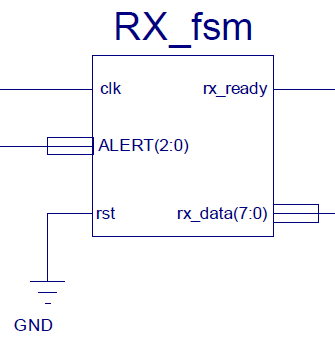 RX_fsm
clk
rx_ready
ALERT(2:0)
rst
rx_data(7:0)
GND